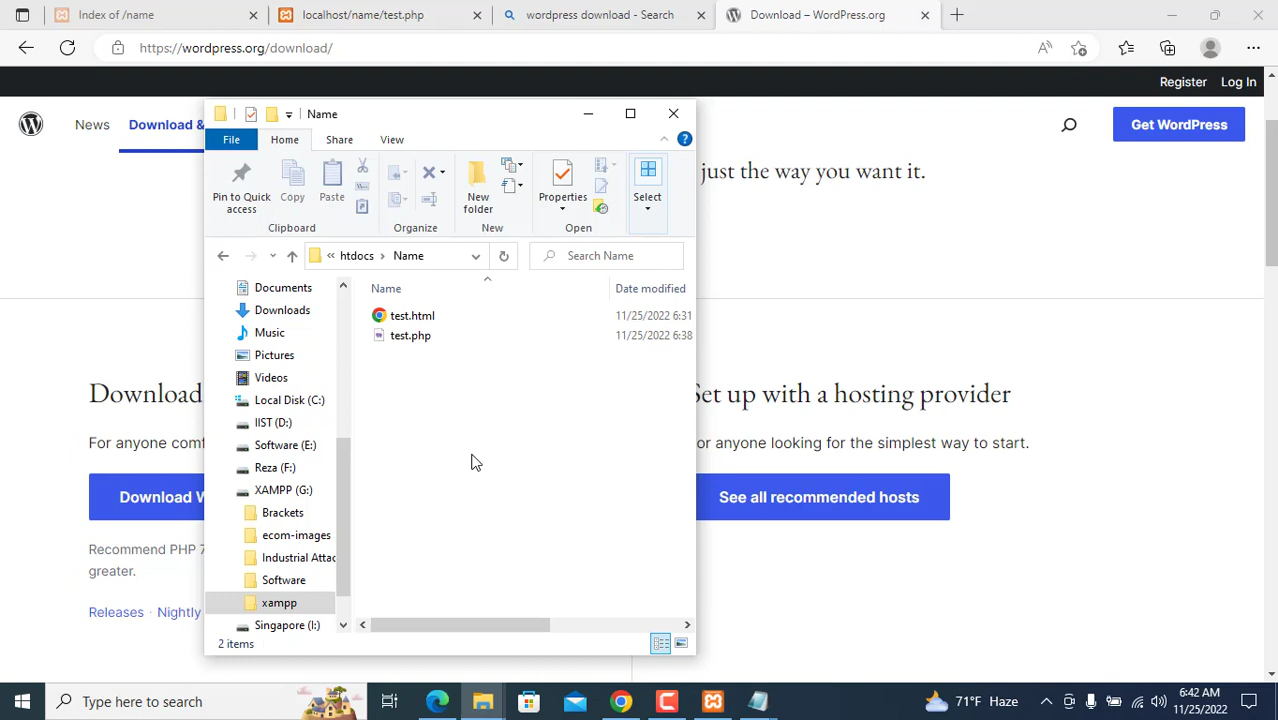 Index of /name
localhost/name/test.php
wordpress download - Search
Download – WordPress.org
https://wordpress.org/download/
Register
Log In
News
Download &
Get WordPress
just the way you want it.
Name
File
Home
Share
View
Pin to Quick access
Copy
Paste
New folder
Properties
Select
Clipboard
Organize
New
Open
htdocs
Name
Search Name
Name
Date modified
Documents
Downloads
Music
Pictures
Videos
Local Disk (C:)
IIST (D:)
Software (E:)
Reza (F:)
XAMPP (G:)
Brackets
ecom-images
Industrial Attac
Software
xampp
Singapore (I:)
test.html
11/25/2022 6:31
test.php
11/25/2022 6:38
2 items
Download
Set up with a hosting provider
For anyone comf
or anyone looking for the simplest way to start.
Download W
See all recommended hosts
Recommend PHP 7
greater.
Releases · Nightly
Type here to search
71°F Haze
6:42 AM
11/25/2022